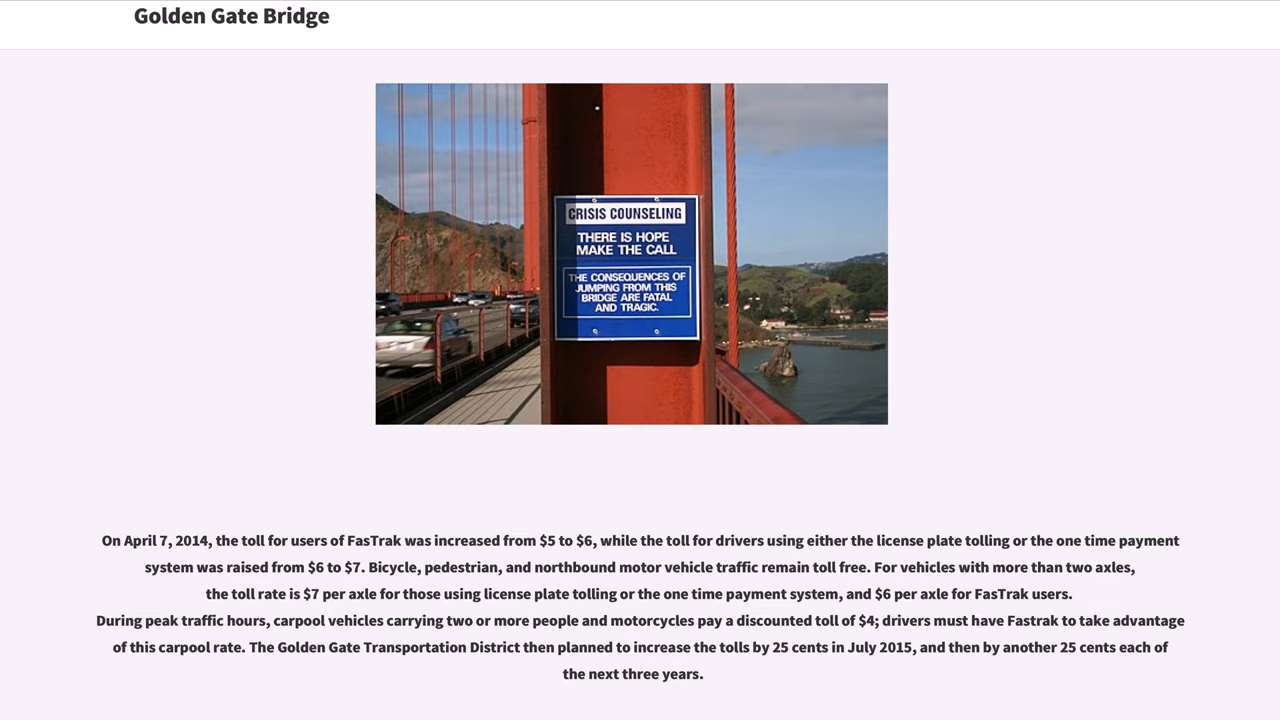 Golden Gate Bridge
CRISIS COUNSELING
THERE IS HOPE
MAKE THE CALL
THE CONSEQUENCES OF
JUMPING FROM THIS
BRIDGE ARE FATAL
AND TRAGIC.
On April 7, 2014, the toll for users of FasTrak was increased from $5 to $6, while the toll for drivers using either the license plate tolling or the one time payment
system was raised from $6 to $7. Bicycle, pedestrian, and northbound motor vehicle traffic remain toll free. For vehicles with more than two axles,
the toll rate is $7 per axle for those using license plate tolling or the one time payment system, and $6 per axle for FasTrak users.
During peak traffic hours, carpool vehicles carrying two or more people and motorcycles pay a discounted toll of $4; drivers must have Fastrak to take advantage
of this carpool rate. The Golden Gate Transportation District then planned to increase the tolls by 25 cents in July 2015, and then by another 25 cents each of
the next three years.